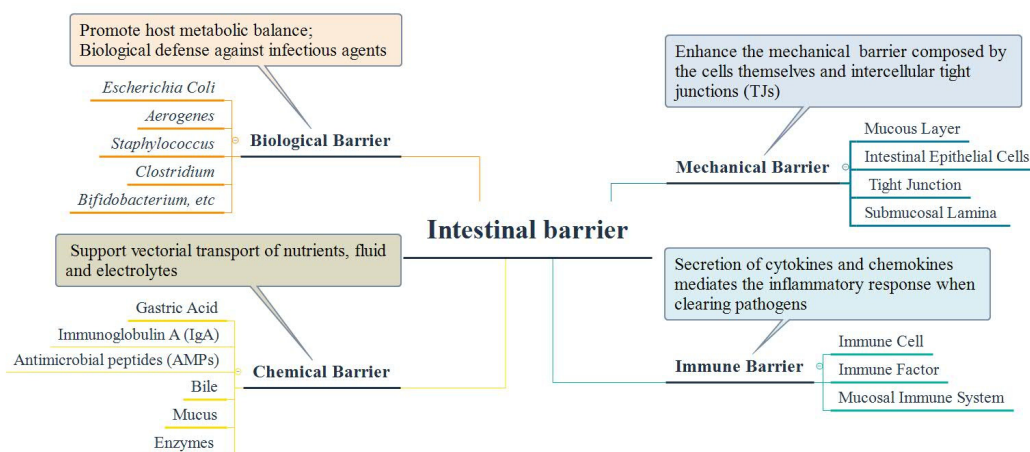 Promote host metabolic balance;
Biological defense against infectious agents
Escherichia Coli
Aerogenes
Staphylococcus
Clostridium
Bifidobacterium, etc
Biological Barrier
Enhance the mechanical barrier composed by
the cells themselves and intercellular tight
junctions (TJs)
Mechanical Barrier
Mucous Layer
Intestinal Epithelial Cells
Tight Junction
Submucosal Lamina
Intestinal barrier
Support vectorial transport of nutrients, fluid
and electrolytes
Gastric Acid
Immunoglobulin A (IgA)
Antimicrobial peptides (AMPs)
Bile
Mucus
Enzymes
Chemical Barrier
Secretion of cytokines and chemokines
mediates the inflammatory response when
clearing pathogens
Immune Barrier
Immune Cell
Immune Factor
Mucosal Immune System